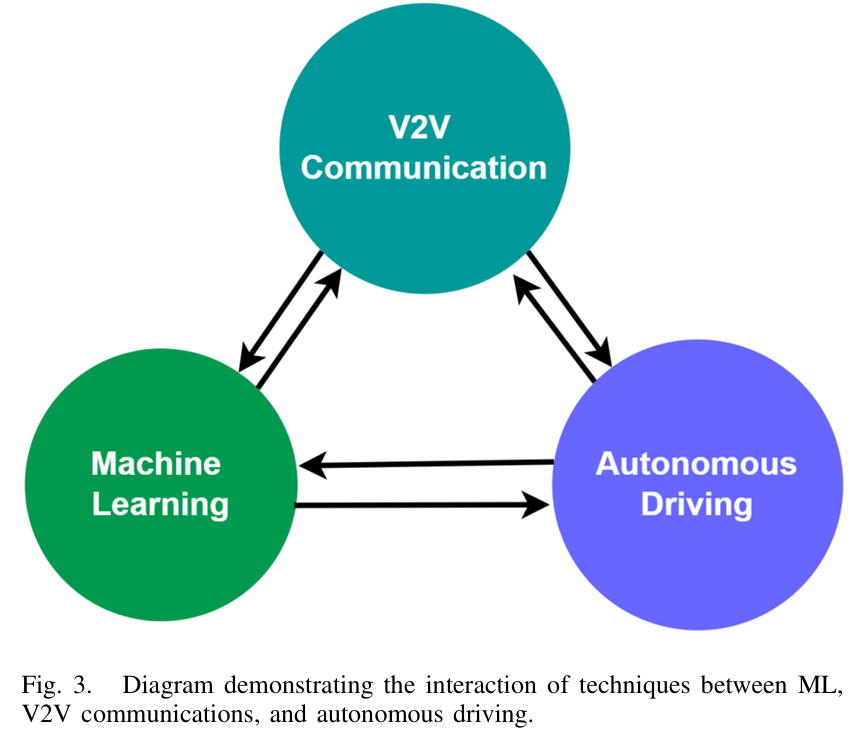 V2V
Communication
Machine
Learning
Autonomous
Driving
Fig. 3. Diagram demonstrating the interaction of techniques between ML,
V2V communications, and autonomous driving.